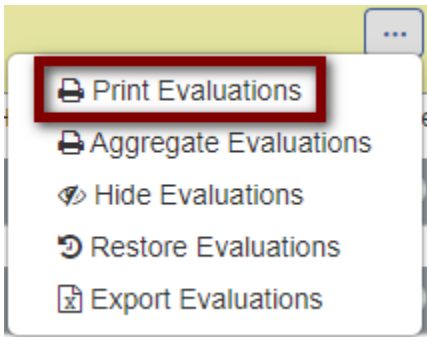 ...
Print Evaluations
Aggregate Evaluations
Hide Evaluations
Restore Evaluations
Export Evaluations